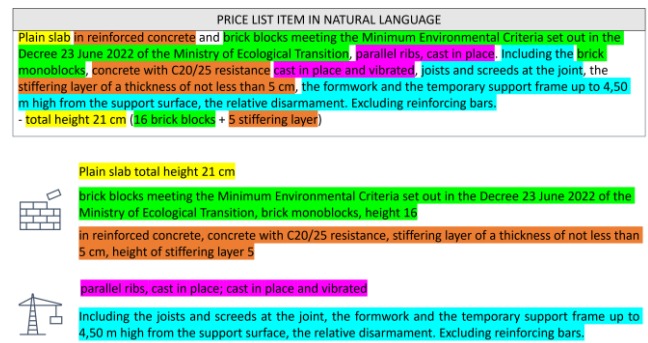 PRICE LIST ITEM IN NATURAL LANGUAGE
Plain slab in reinforced concrete and brick blocks meeting the Minimum Environmental Criteria set out in the
Decree 23 June 2022 of the Ministry of Ecological Transition, parallel ribs, cast in place. Including the brick
monoblocks, concrete with C20/25 resistance cast in place and vibrated, joists and screeds at the joint, the
stiffering layer of a thickness of not less than 5 cm, the formwork and the temporary support frame up to 4,50
m high from the support surface, the relative disarmament. Excluding reinforcing bars.
- total height 21 cm (16 brick blocks + 5 stiffering layer)
Plain slab total height 21 cm
brick blocks meeting the Minimum Environmental Criteria set out in the Decree 23 June 2022 of the
Ministry of Ecological Transition, brick monoblocks, height 16
in reinforced concrete, concrete with C20/25 resistance, stiffering layer of a thickness of not less than
5 cm, height of stiffering layer 5
parallel ribs, cast in place; cast in place and vibrated
Including the joists and screeds at the joint, the formwork and the temporary support frame up to
4,50 m high from the support surface, the relative disarmament. Excluding reinforcing bars.